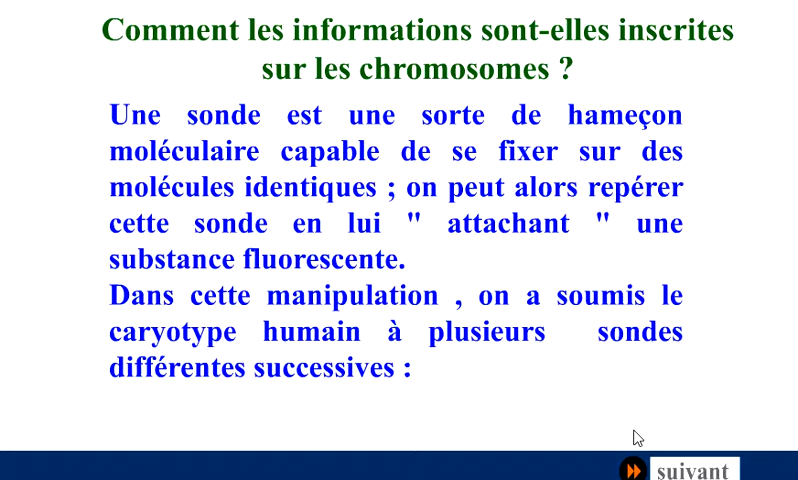 Comment les informations sont-elles inscrites
sur les chromosomes ?
Une sonde est une sorte de hameçon
moléculaire capable de se fixer sur des
molécules identiques ; on peut alors repérer
cette sonde en lui " attachant " une
substance fluorescente.
Dans cette manipulation , on a soumis le
caryotype humain à plusieurs sondes
différentes successives :
suivant